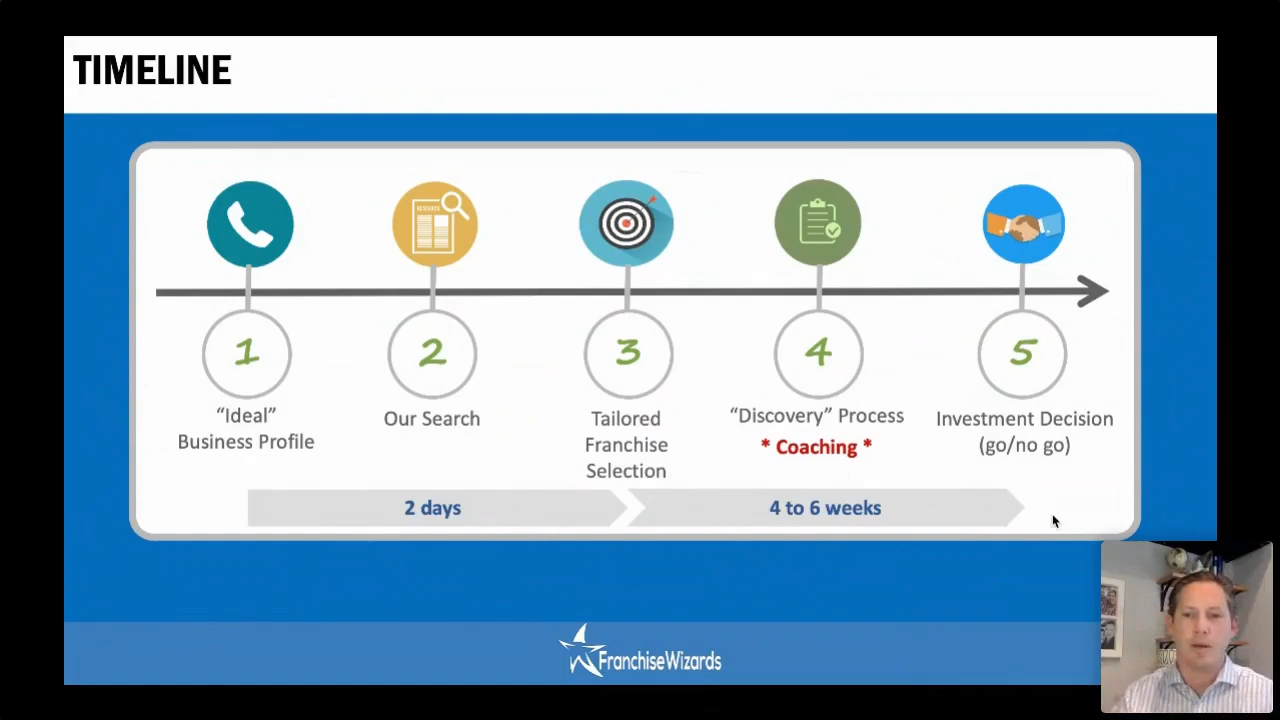 TIMELINE
RESEARCH
1
2
3
4
5
“Ideal”
Business Profile
Our Search
Tailored
Franchise
Selection
“Discovery” Process
* Coaching *
Investment Decision
(go/no go)
2 days
4 to 6 weeks
FranchiseWizards